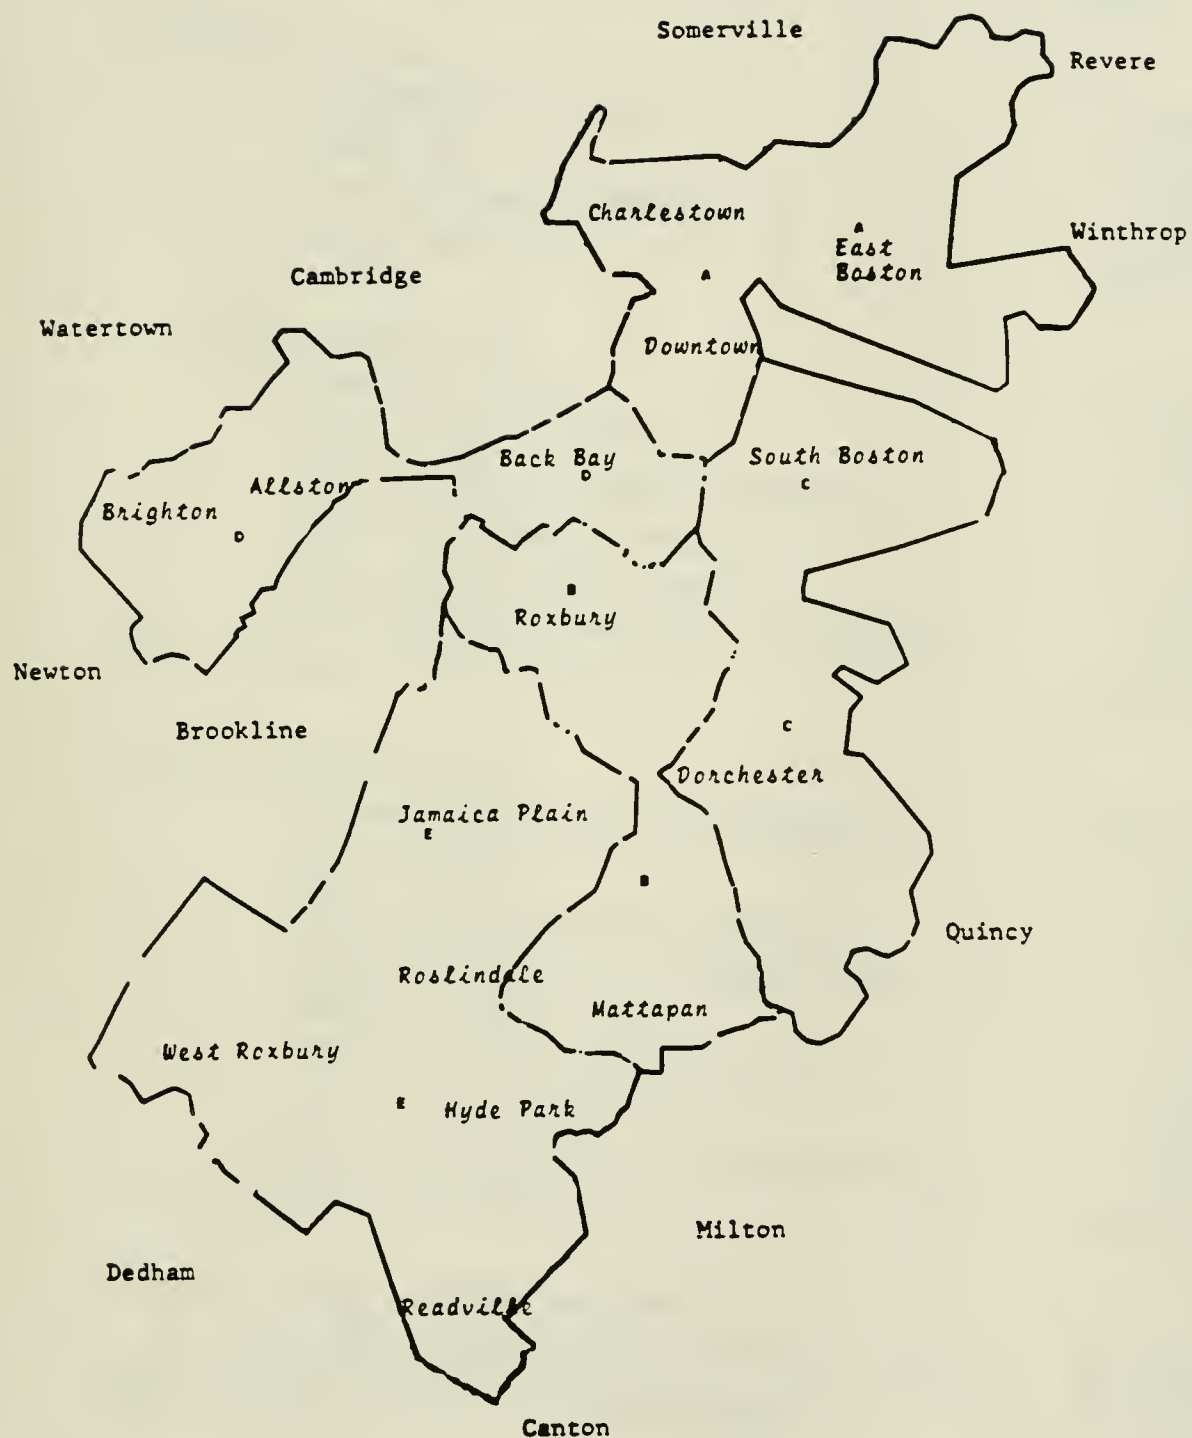 Somerville
Revere
Charlestown
A
East
Boston
Winthrop
Cambridge
A
Watertown
Downtown
Back Bay
D
South Boston
C
Allston
Brighton
D
B
Roxbury
Newton
Brookline
C
Dorchester
Jamaica Plain
E
B
Quincy
Roslindale
Mattapan
West Roxbury
E
Hyde Park
Milton
Dedham
Readville
Canton